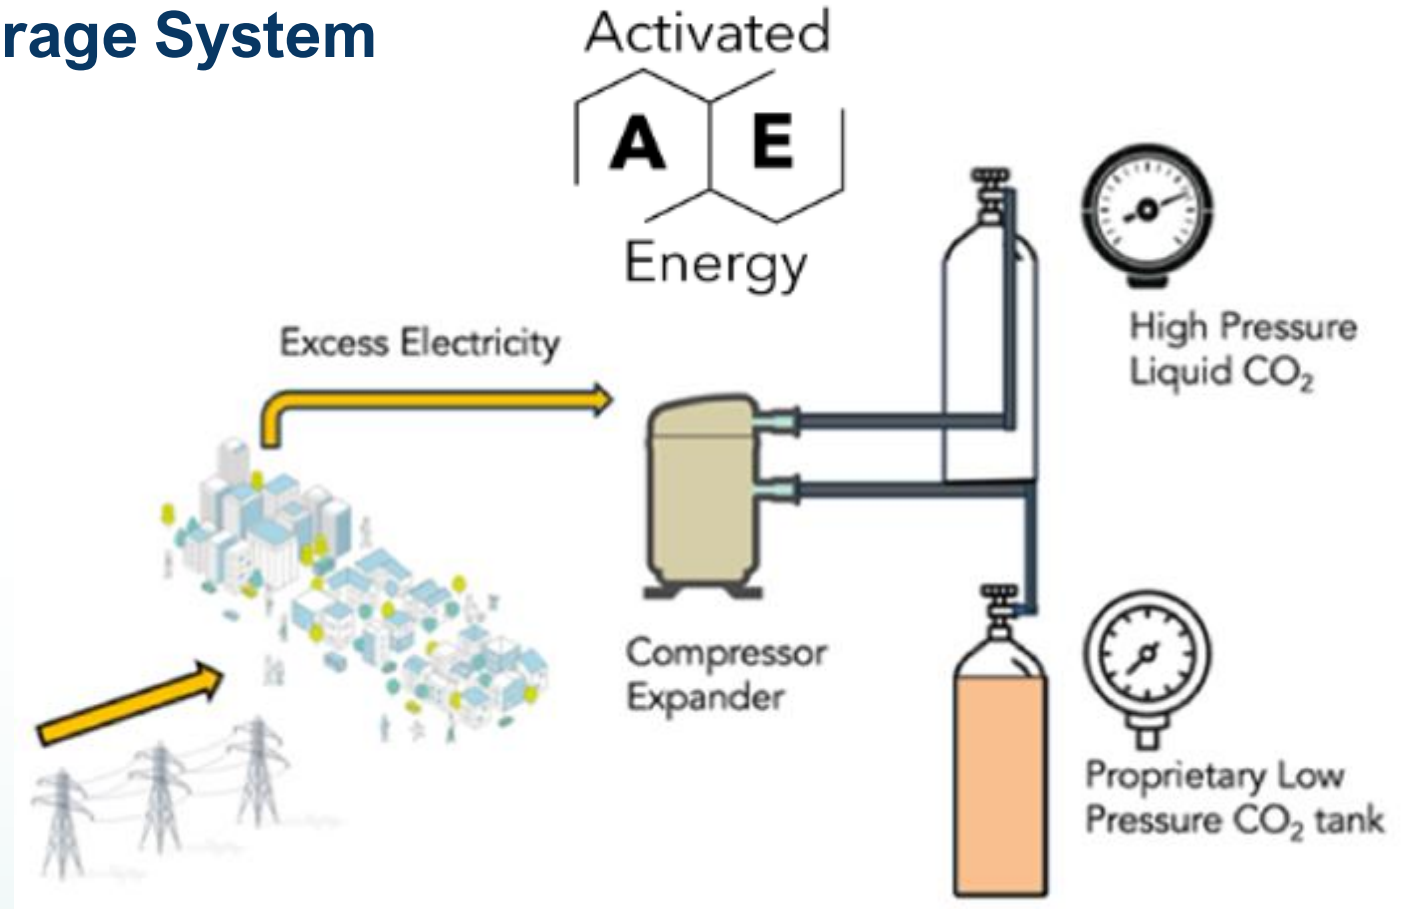 rage System
Activated
A E
Energy
Excess Electricity
High Pressure
Liquid CO₂
Compressor
Expander
Proprietary Low
Pressure CO₂ tank